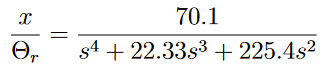 x/Θ_r = 70.1/(s^4 + 22.33s^3 + 225.4s^2)